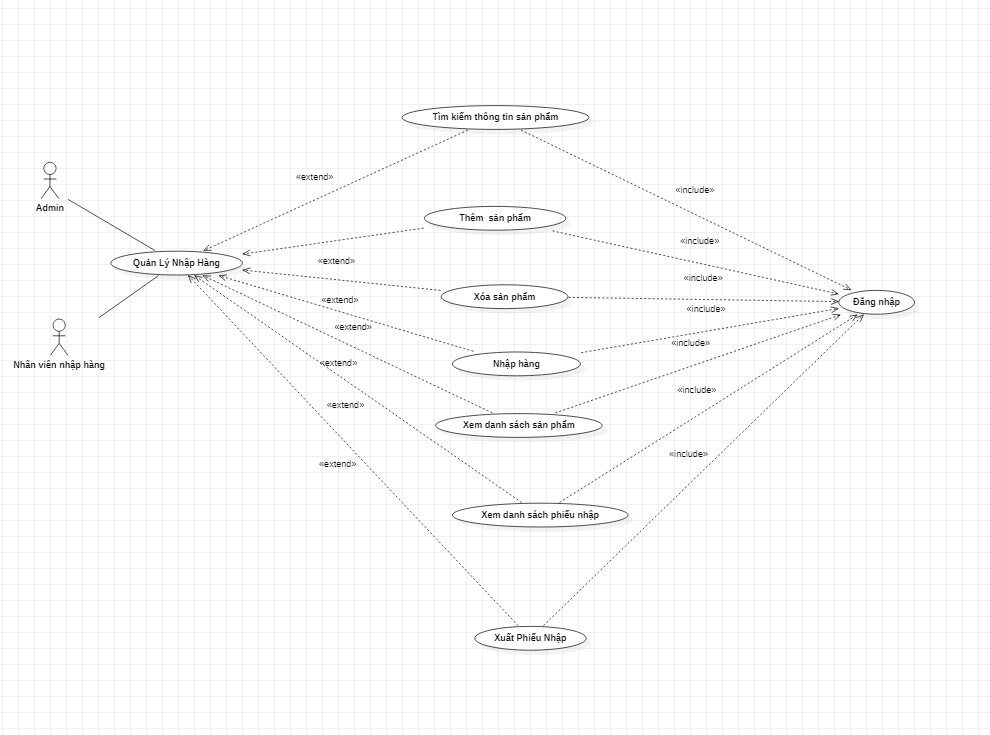 Tìm kiếm thông tin sản phẩm
«extend»
«include»
Admin
Thêm sản phẩm
«include»
Quản Lý Nhập Hàng
«extend»
«include»
Xóa sản phẩm
«extend»
Đăng nhập
«include»
«extend»
«include»
Nhân viên nhập hàng
«extend»
Nhập hàng
«include»
«extend»
Xem danh sách sản phẩm
«include»
«extend»
Xem danh sách phiếu nhập
Xuất Phiếu Nhập